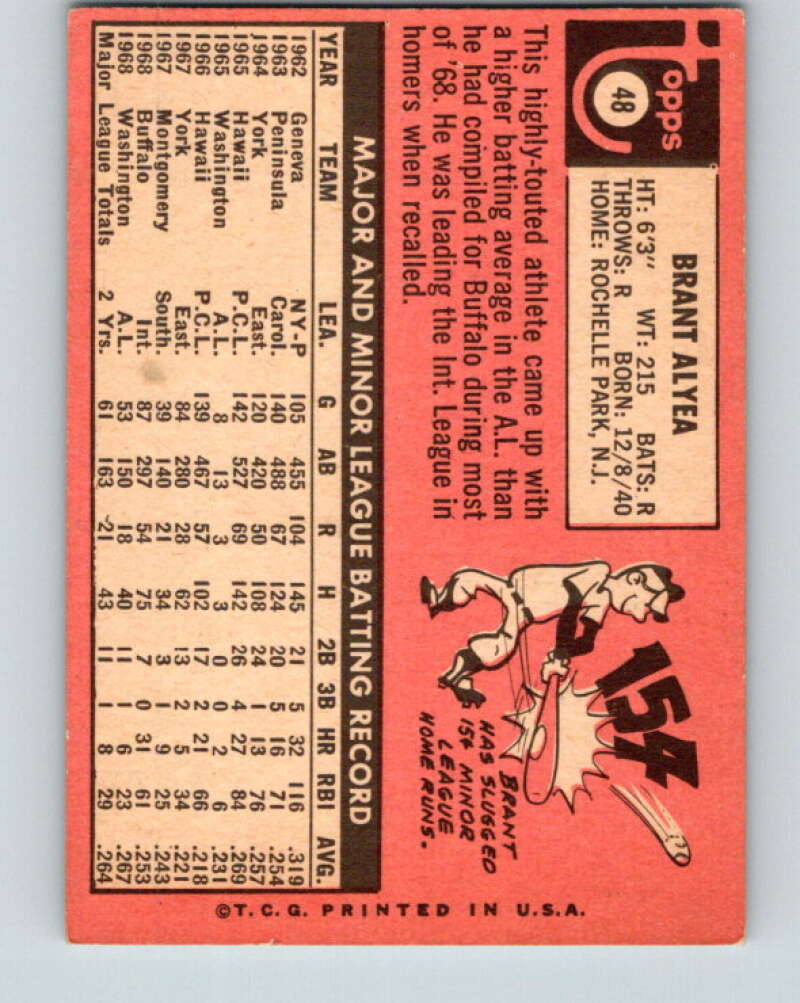 Topps
48
BRANT ALYEA
HT: 6'3" WT: 215 BATS: R
THROWS: R BORN: 12/8/40
HOME: ROCHELLE PARK, N.J.
This highly-touted athlete came up with
a higher batting average in the A.L. than
he had compiled for Buffalo during most
of '68. He was leading the Int. League in
homers when recalled.
154
BRANT
HAS SLUGGED
154 MINOR
LEAGUE
HOME RUNS.
MAJOR AND MINOR LEAGUE BATTING RECORD
YEAR TEAM LEA. G AB R H 2B 3B HR RBI AVG.
1962 Geneva NY-P 105 455 104 145 21 5 32 116 .319
1963 Peninsula Carol. 140 488 67 124 20 5 16 71 .254
1964 York East. 120 420 50 108 24 1 13 76 .257
1965 Hawaii P.C.L. 142 527 69 142 26 4 27 84 .269
1965 Washington A.L. 8 13 3 3 0 0 2 6 .231
1966 Hawaii P.C.L. 139 467 57 102 17 2 21 66 .218
1967 York East. 84 280 28 62 13 2 5 34 .221
1967 Montgomery South. 39 140 21 34 3 1 9 25 .243
1968 Buffalo Int. 87 297 54 75 7 0 31 61 .253
1968 Washington A.L. 53 150 18 40 11 1 6 23 .267
Major League Totals 2 Yrs. 61 163 21 43 11 1 8 29 .264
©T.C.G. PRINTED IN U.S.A.